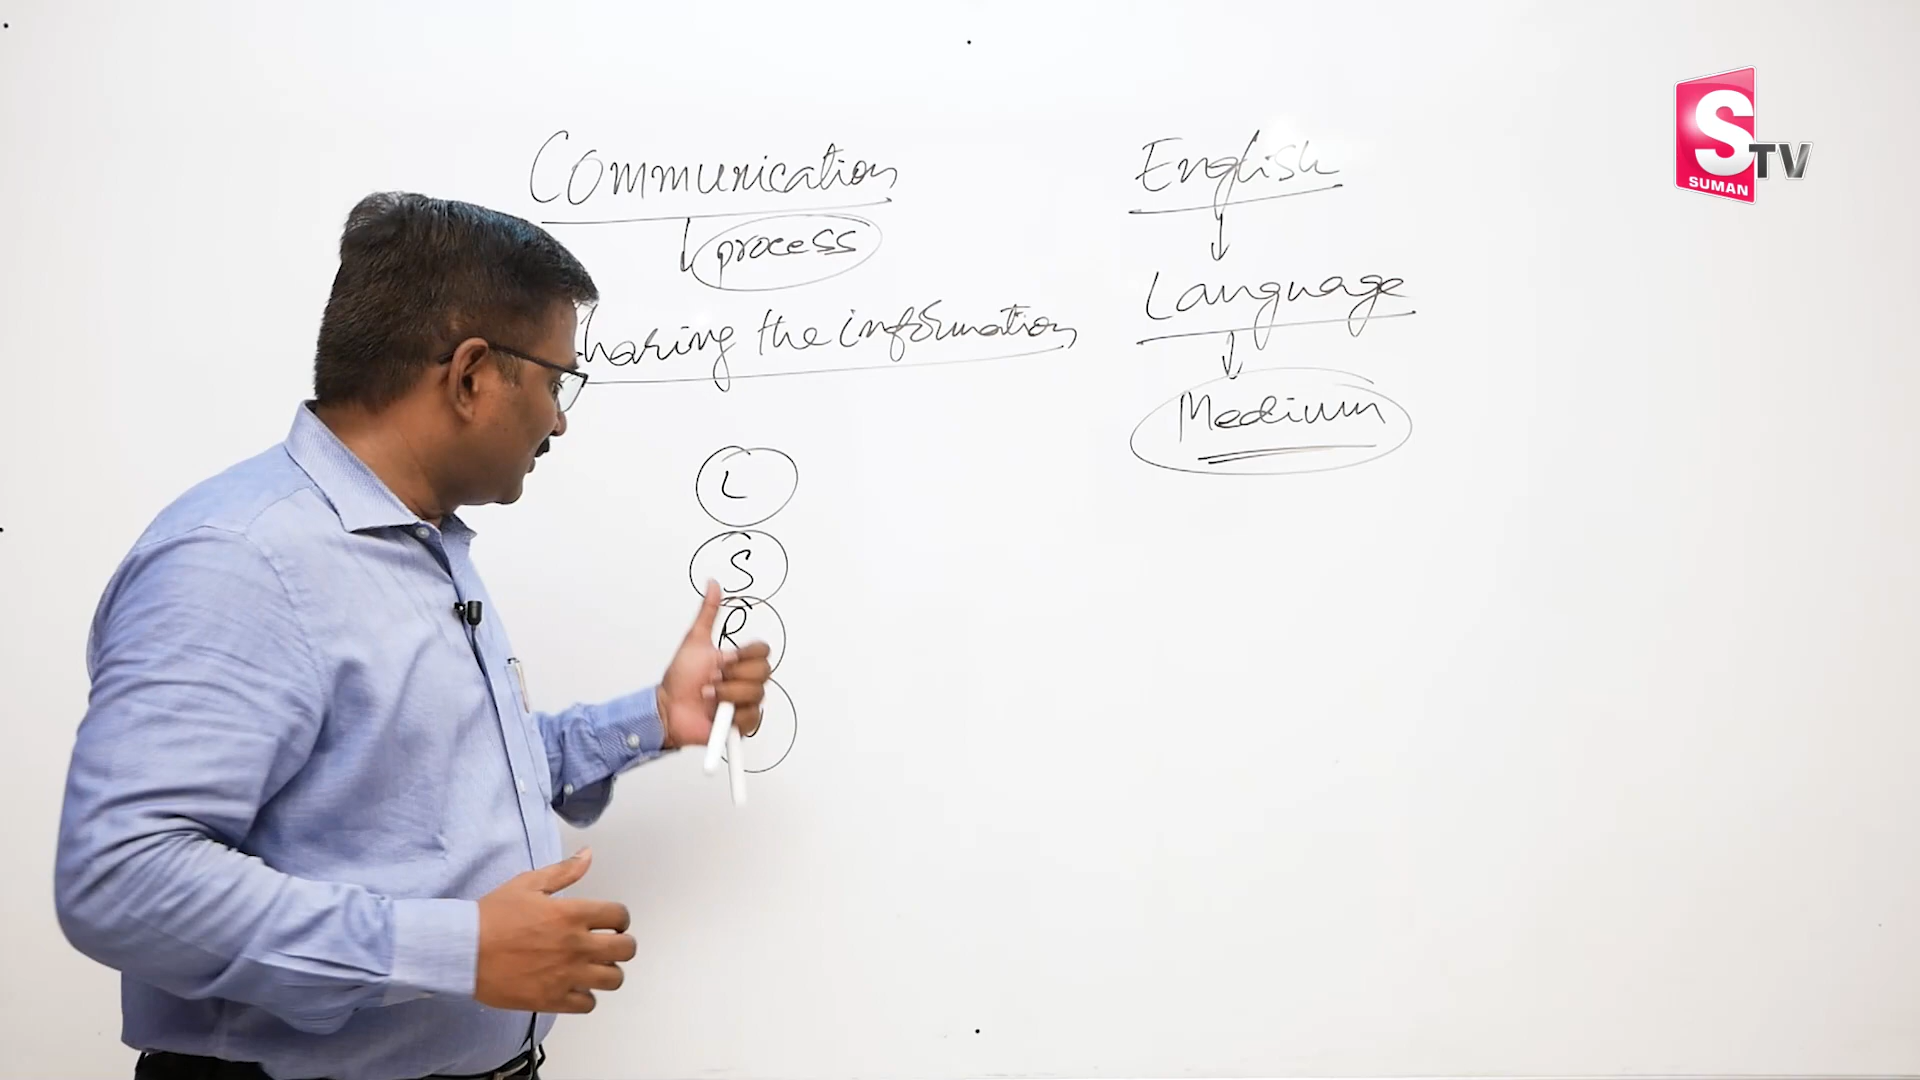 Communication
process
Sharing the information
L
S
R
English
Language
Medium
S TV
SUMAN